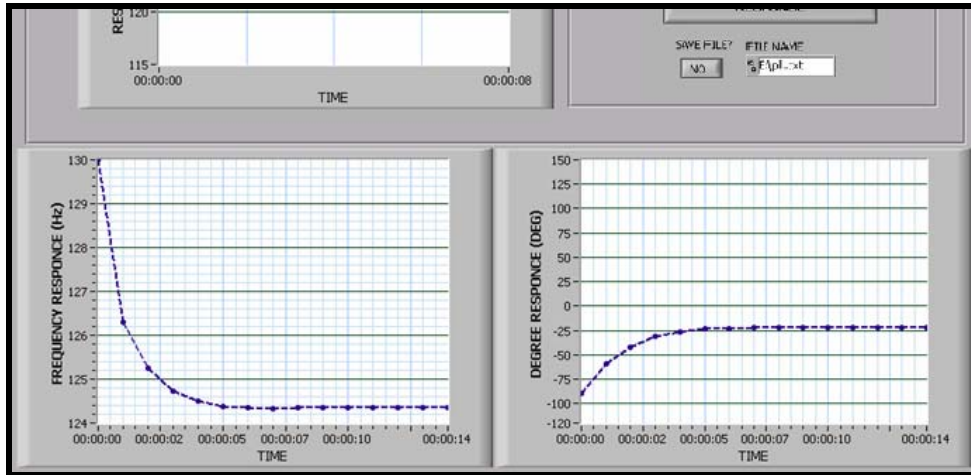 120
115
00:00:00 00:00:08
TIME
SAVE FILE? FILE NAME
NO
FREQUENCY RESPONCE (Hz)
130
129
128
127
126
125
124
00:00:00 00:00:02 00:00:05 00:00:07 00:00:10 00:00:14
TIME
DEGREE RESPONCE (DEG)
150
125
100
75
50
25
0
-25
-50
-75
-100
-120
00:00:00 00:00:02 00:00:05 00:00:07 00:00:10 00:00:14
TIME